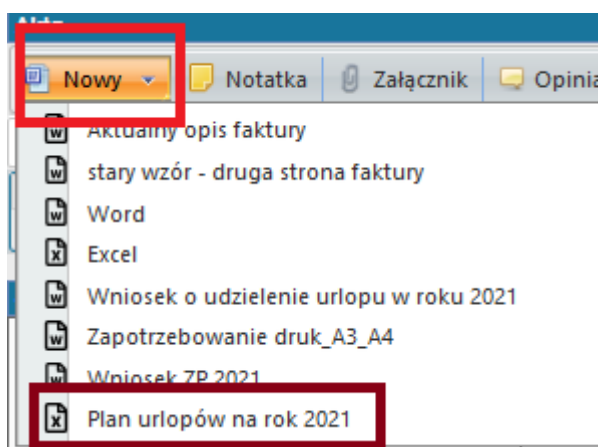 Akta
Nowy Notatka Załącznik Opinia
Aktualny opis faktury
stary wzór - druga strona faktury
Word
Excel
Wniosek o udzielenie urlopu w roku 2021
Zapotrzebowanie druk_A3_A4
Wniosek ZP 2021
Plan urlopów na rok 2021